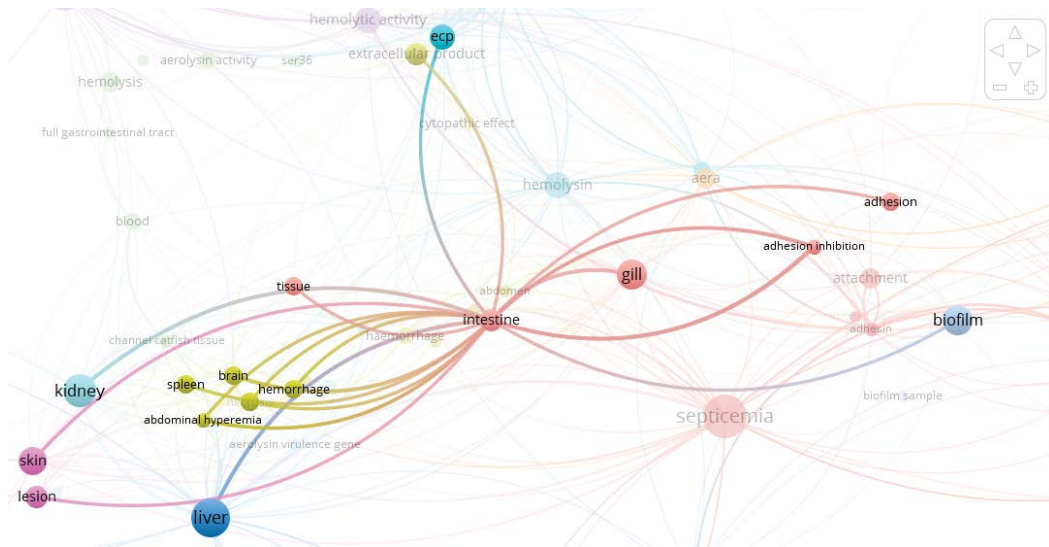 hemolytic activity
ecp
extracellular product
aerolysin activity
ser36
hemolysis
full gastrointestinal tract
cytopathic effect
hemolysin
aera
adhesion
blood
adhesion inhibition
gill
attachment
tissue
abdomen
intestine
biofilm
adhesin
channel catfish tissue
haemorrhage
brain
spleen
hemorrhage
kidney
biofilm sample
abdominal hyperemia
septicemia
aerolysin virulence gene
skin
lesion
liver